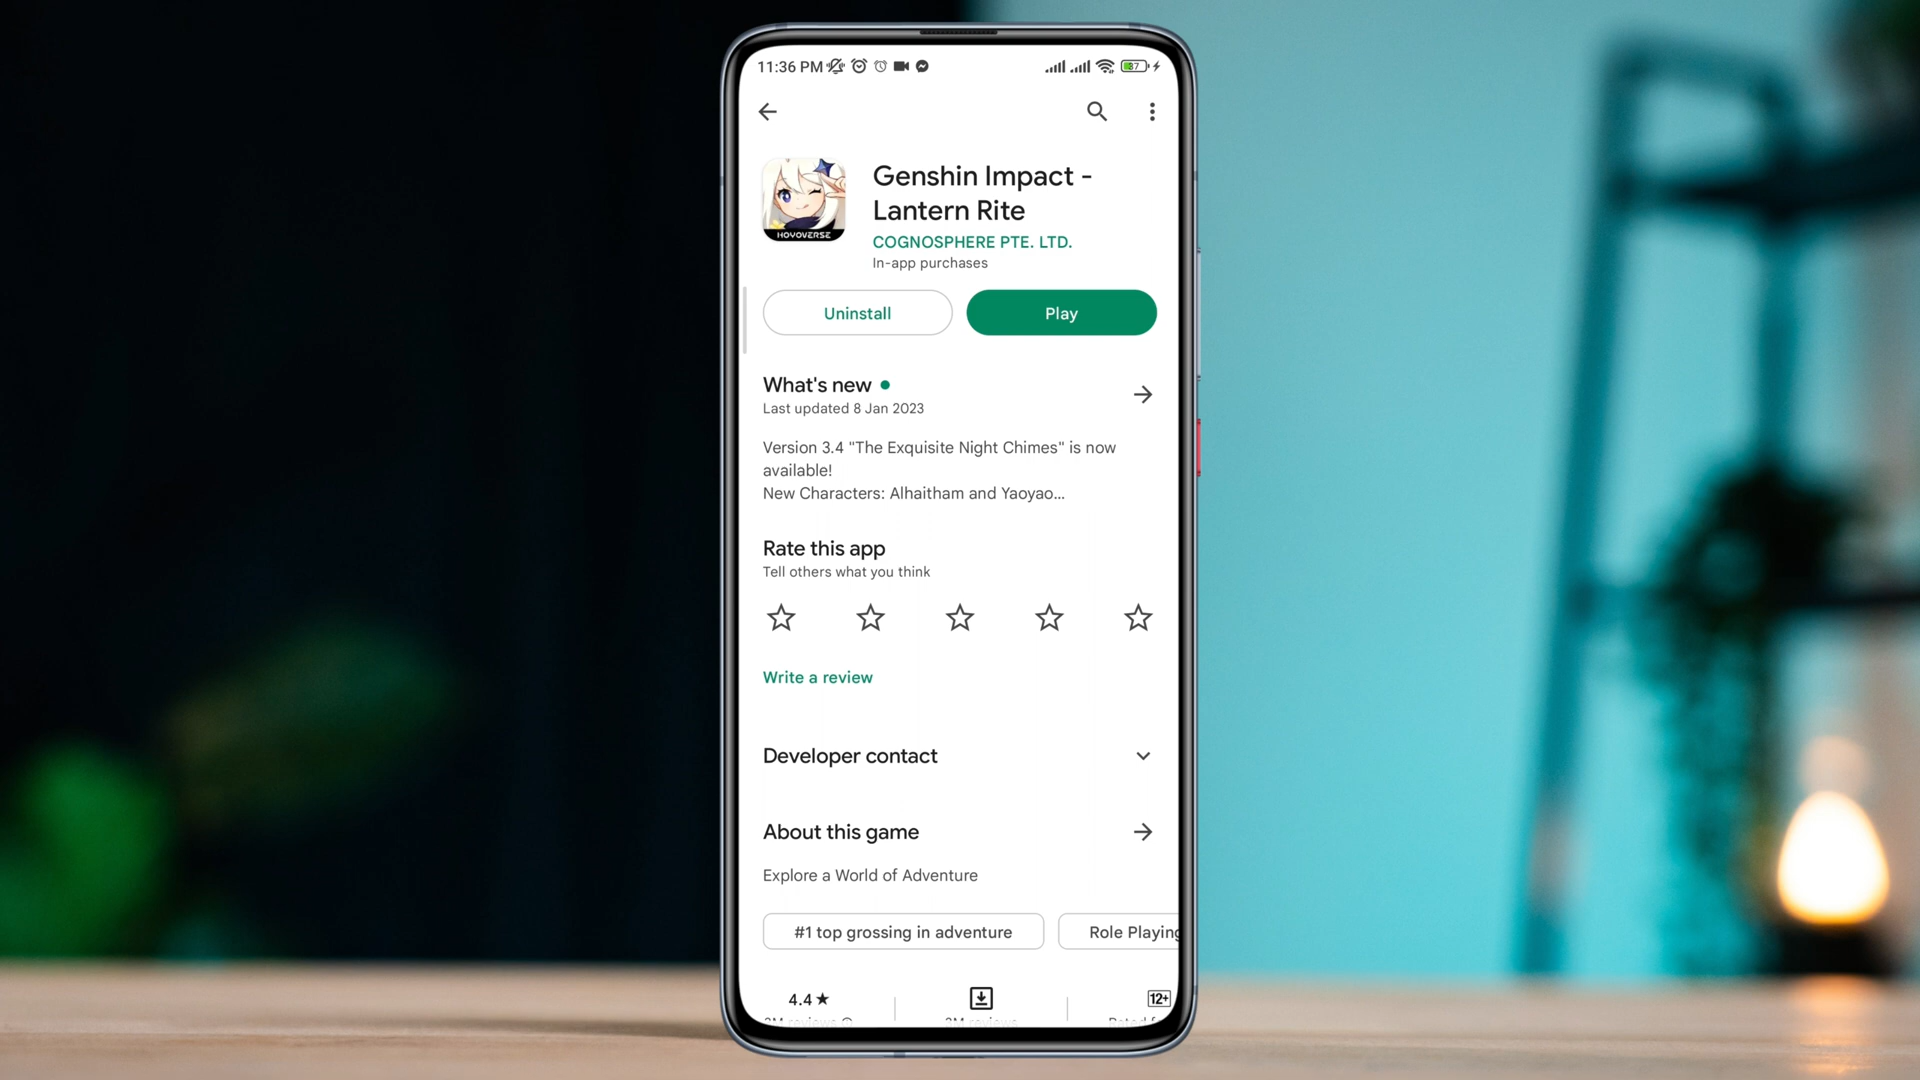 11:36 PM
37
Genshin Impact -
Lantern Rite
HOYOVERSE
COGNOSPHERE PTE. LTD.
In-app purchases
Uninstall
Play
What's new
Last updated 8 Jan 2023
Version 3.4 "The Exquisite Night Chimes" is now
available!
New Characters: Alhaitham and Yaoyao...
Rate this app
Tell others what you think
Write a review
Developer contact
About this game
Explore a World of Adventure
#1 top grossing in adventure
Role Playing
4.4★
12+